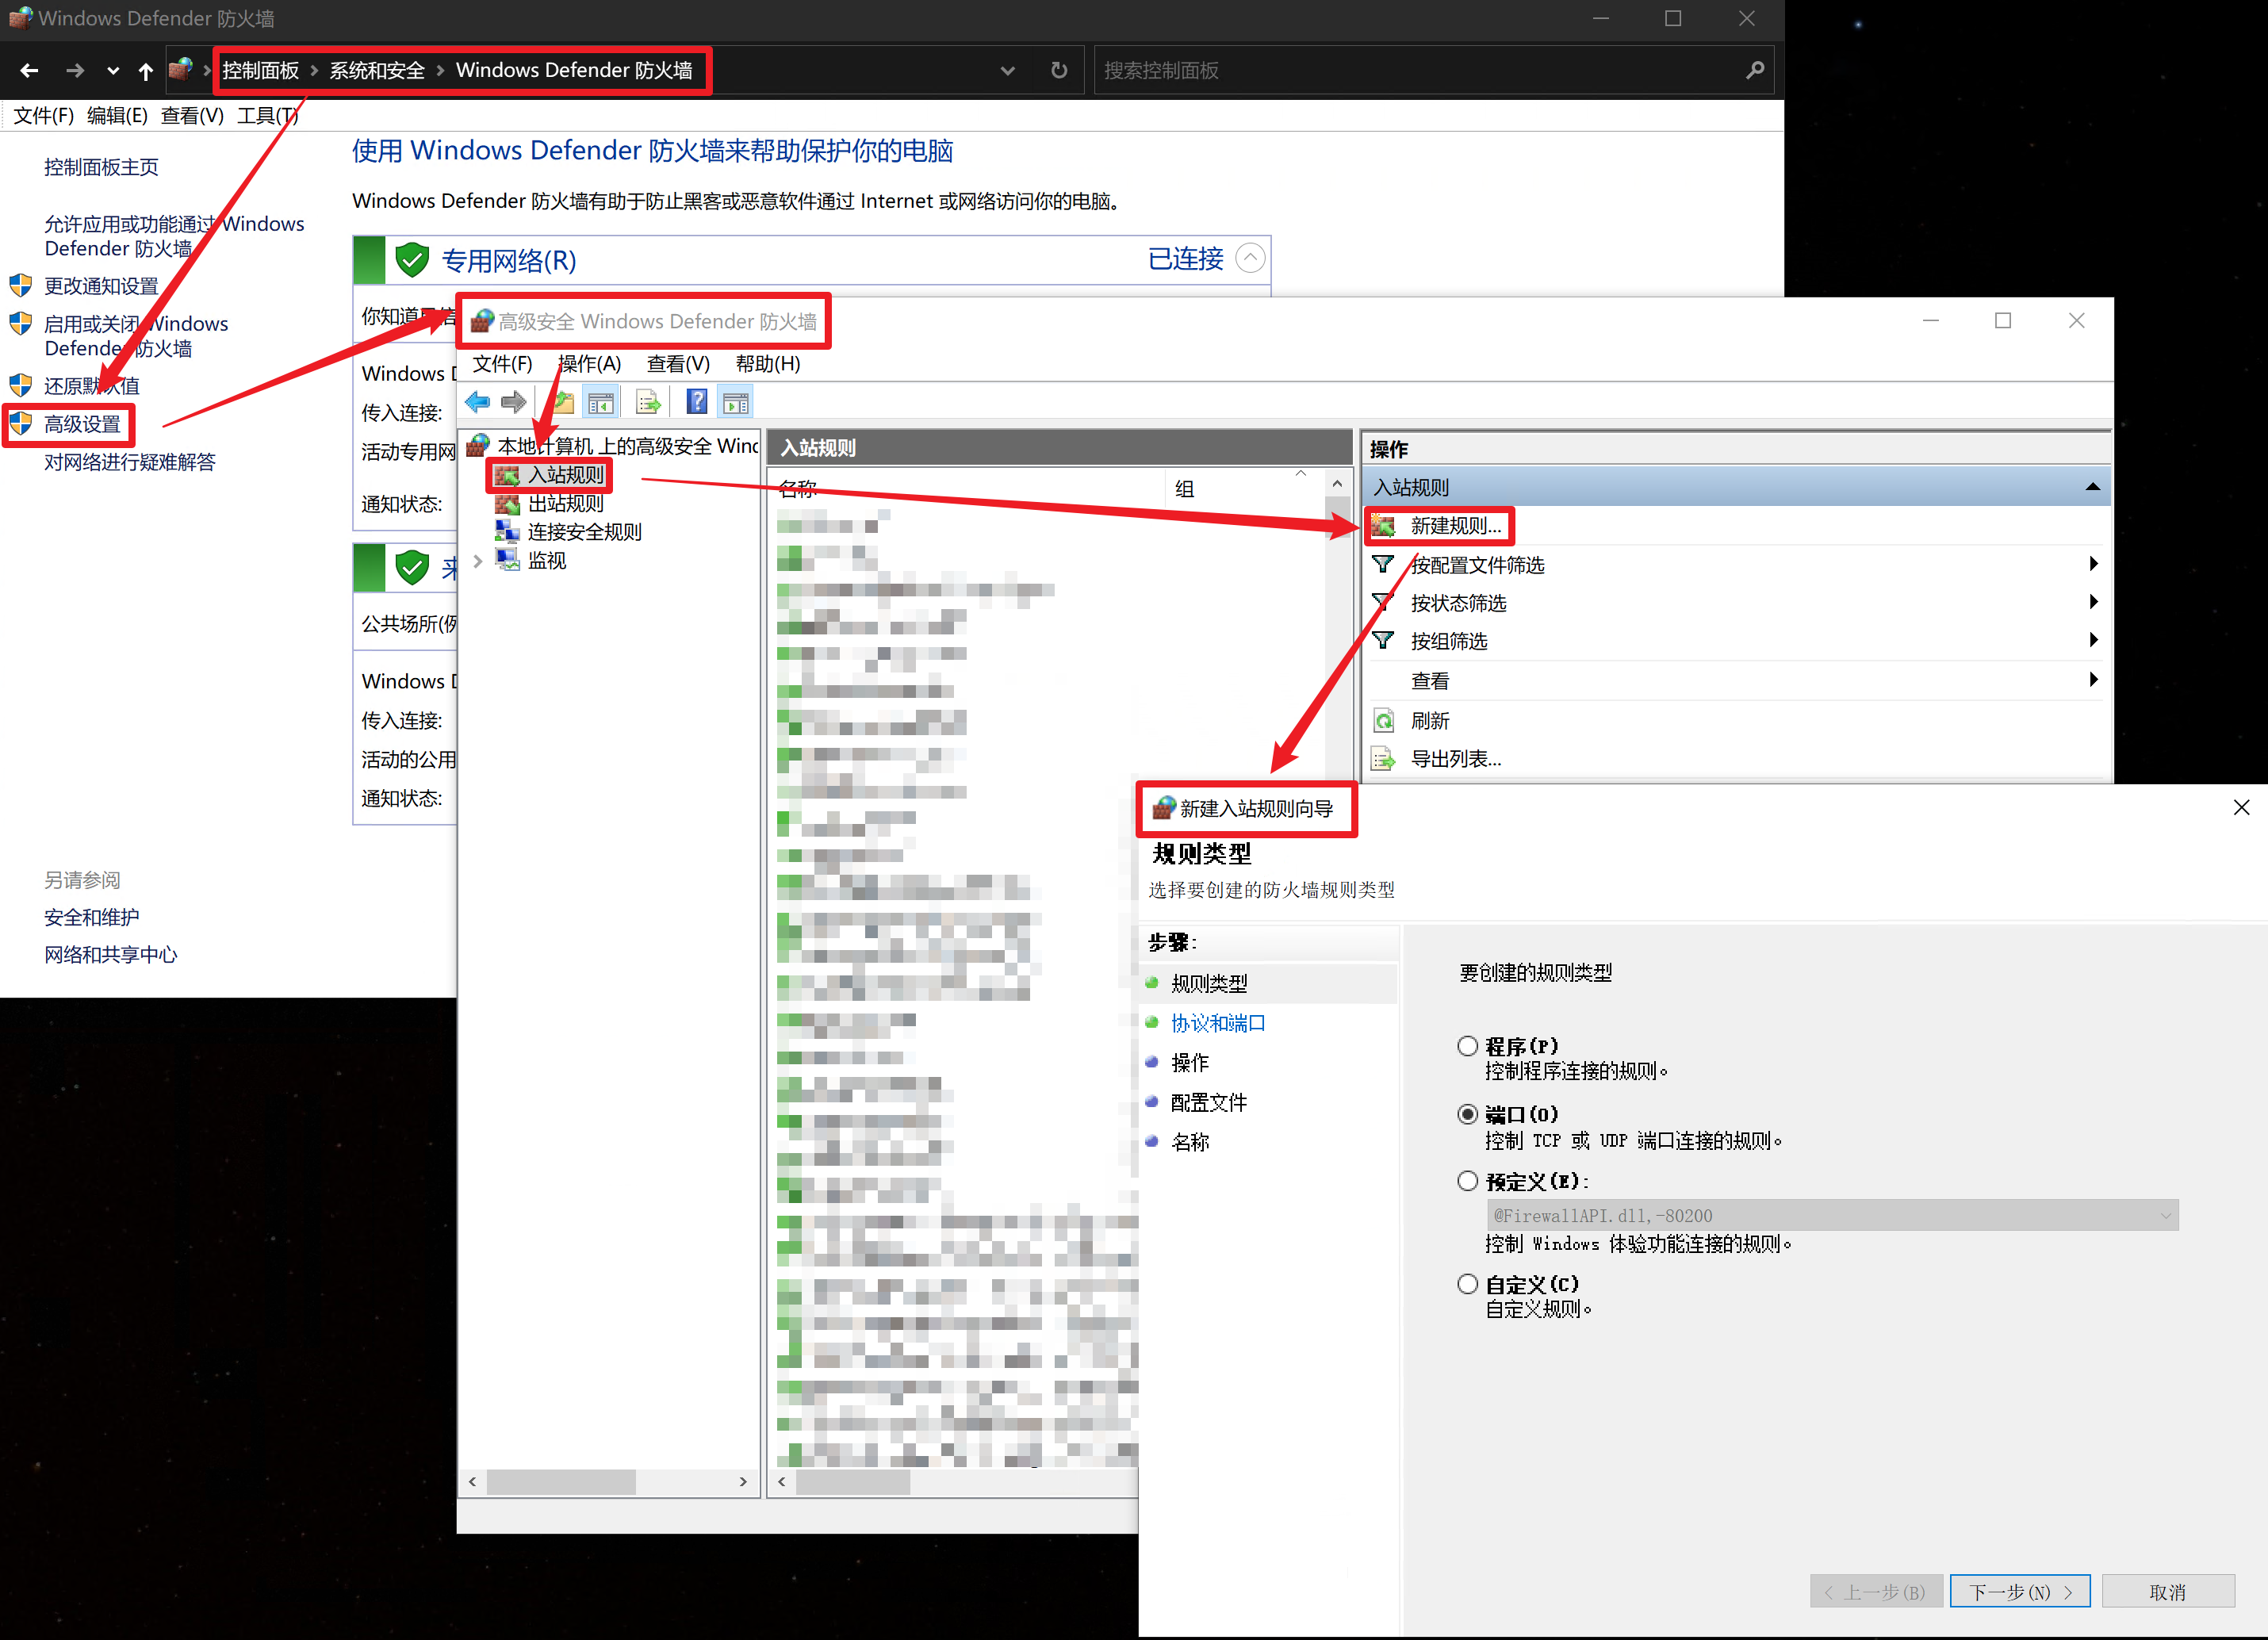 Windows Defender 防火墙
控制面板 › 系统和安全 › Windows Defender 防火墙
搜索控制面板
文件(F) 编辑(E) 查看(V) 工具(T)
控制面板主页
允许应用或功能通过 Windows
Defender 防火墙
更改通知设置
启用或关闭 Windows
Defender 防火墙
还原默认值
高级设置
对网络进行疑难解答
另请参阅
安全和维护
网络和共享中心
使用 Windows Defender 防火墙来帮助保护你的电脑
Windows Defender 防火墙有助于防止黑客或恶意软件通过 Internet 或网络访问你的电脑。
专用网络(R)
已连接
你知道
Windows
传入连接:
活动专用网
通知状态:
来
公共场所(例
Windows
传入连接:
活动的公用
通知状态:
高级安全 Windows Defender 防火墙
文件(F) 操作(A) 查看(V) 帮助(H)
本地计算机 上的高级安全 Winc
入站规则
出站规则
连接安全规则
监视
入站规则
名称
组
操作
入站规则
新建规则...
按配置文件筛选
按状态筛选
按组筛选
查看
刷新
导出列表...
新建入站规则向导
规则类型
选择要创建的防火墙规则类型
步骤:
规则类型
协议和端口
操作
配置文件
名称
要创建的规则类型
程序(P)
控制程序连接的规则。
端口(O)
控制 TCP 或 UDP 端口连接的规则。
预定义(E):
@FirewallAPI.dll,-80200
控制 Windows 体验功能连接的规则。
自定义(C)
自定义规则。
< 上一步(B)
下一步(N) >
取消